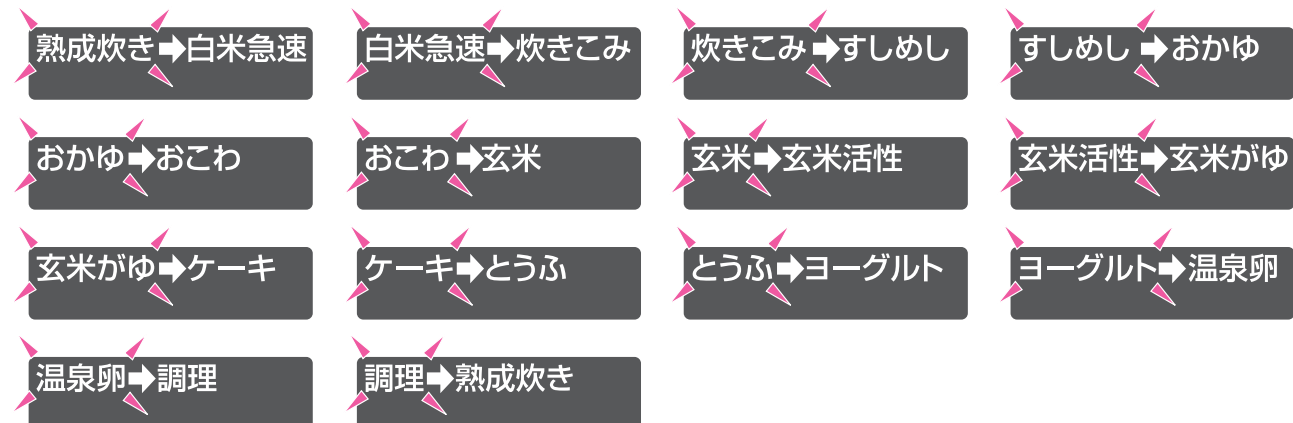 熟成炊き➡白米急速
白米急速➡炊きこみ
炊きこみ➡すしめし
すしめし➡おかゆ
おかゆ➡おこわ
おこわ➡玄米
玄米➡玄米活性
玄米活性➡玄米がゆ
玄米がゆ➡ケーキ
ケーキ➡とうふ
とうふ➡ヨーグルト
ヨーグルト➡温泉卵
温泉卵➡調理
調理➡熟成炊き